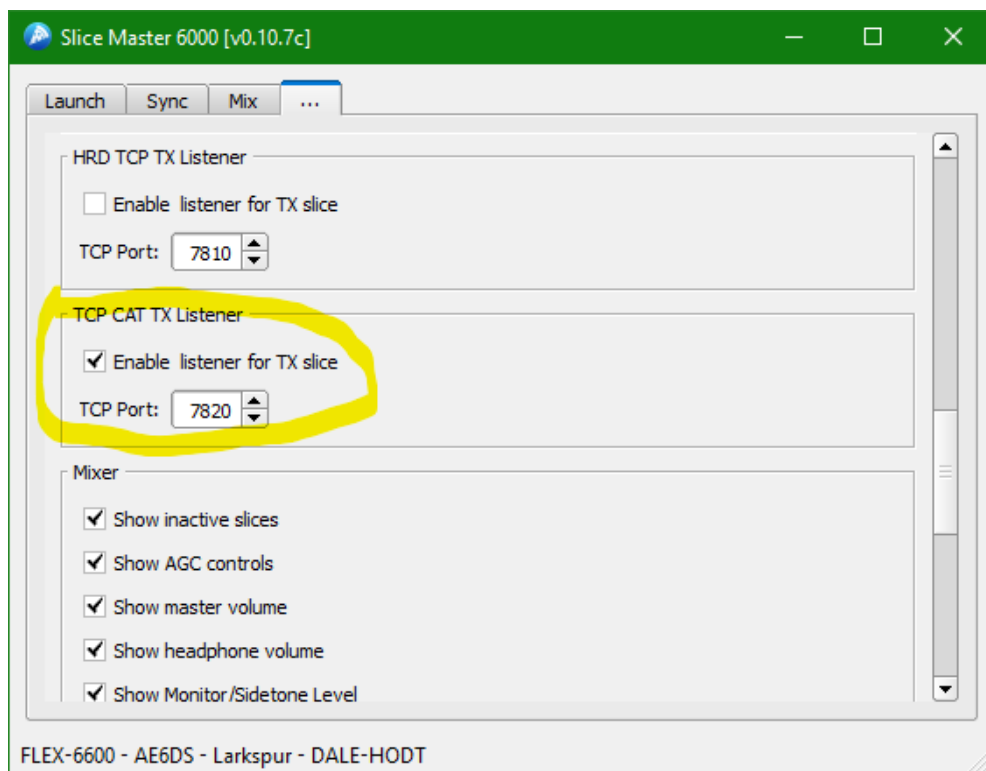 Slice Master 6000 [v0.10.7c]
Launch Sync Mix ...
HRD TCP TX Listener
Enable listener for TX slice
TCP Port: 7810
TCP CAT TX Listener
Enable listener for TX slice
TCP Port: 7820
Mixer
Show inactive slices
Show AGC controls
Show master volume
Show headphone volume
Show Monitor/Sidetone Level
FLEX-6600 - AE6DS - Larkspur - DALE-HODT